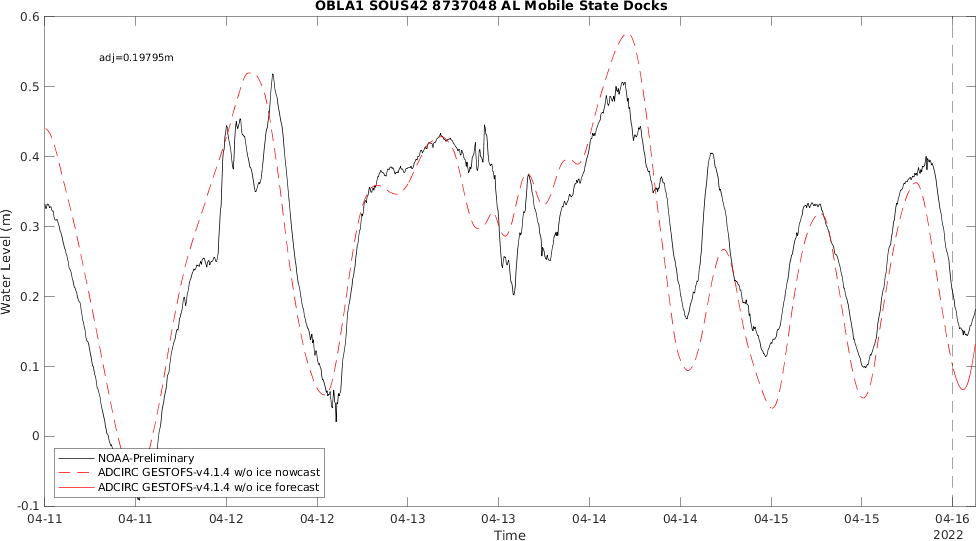 OBLA1 SOUS42 8737048 AL Mobile State Docks
adj=0.19795m
Water Level (m)
0.6
0.5
0.4
0.3
0.2
0.1
0
-0.1
NOAA-Preliminary
ADCIRC GESTOFS-v4.1.4 w/o ice nowcast
ADCIRC GESTOFS-v4.1.4 w/o ice forecast
04-11 04-11 04-12 04-12 04-13 04-13 04-14 04-14 04-15 04-15 04-16
Time
2022